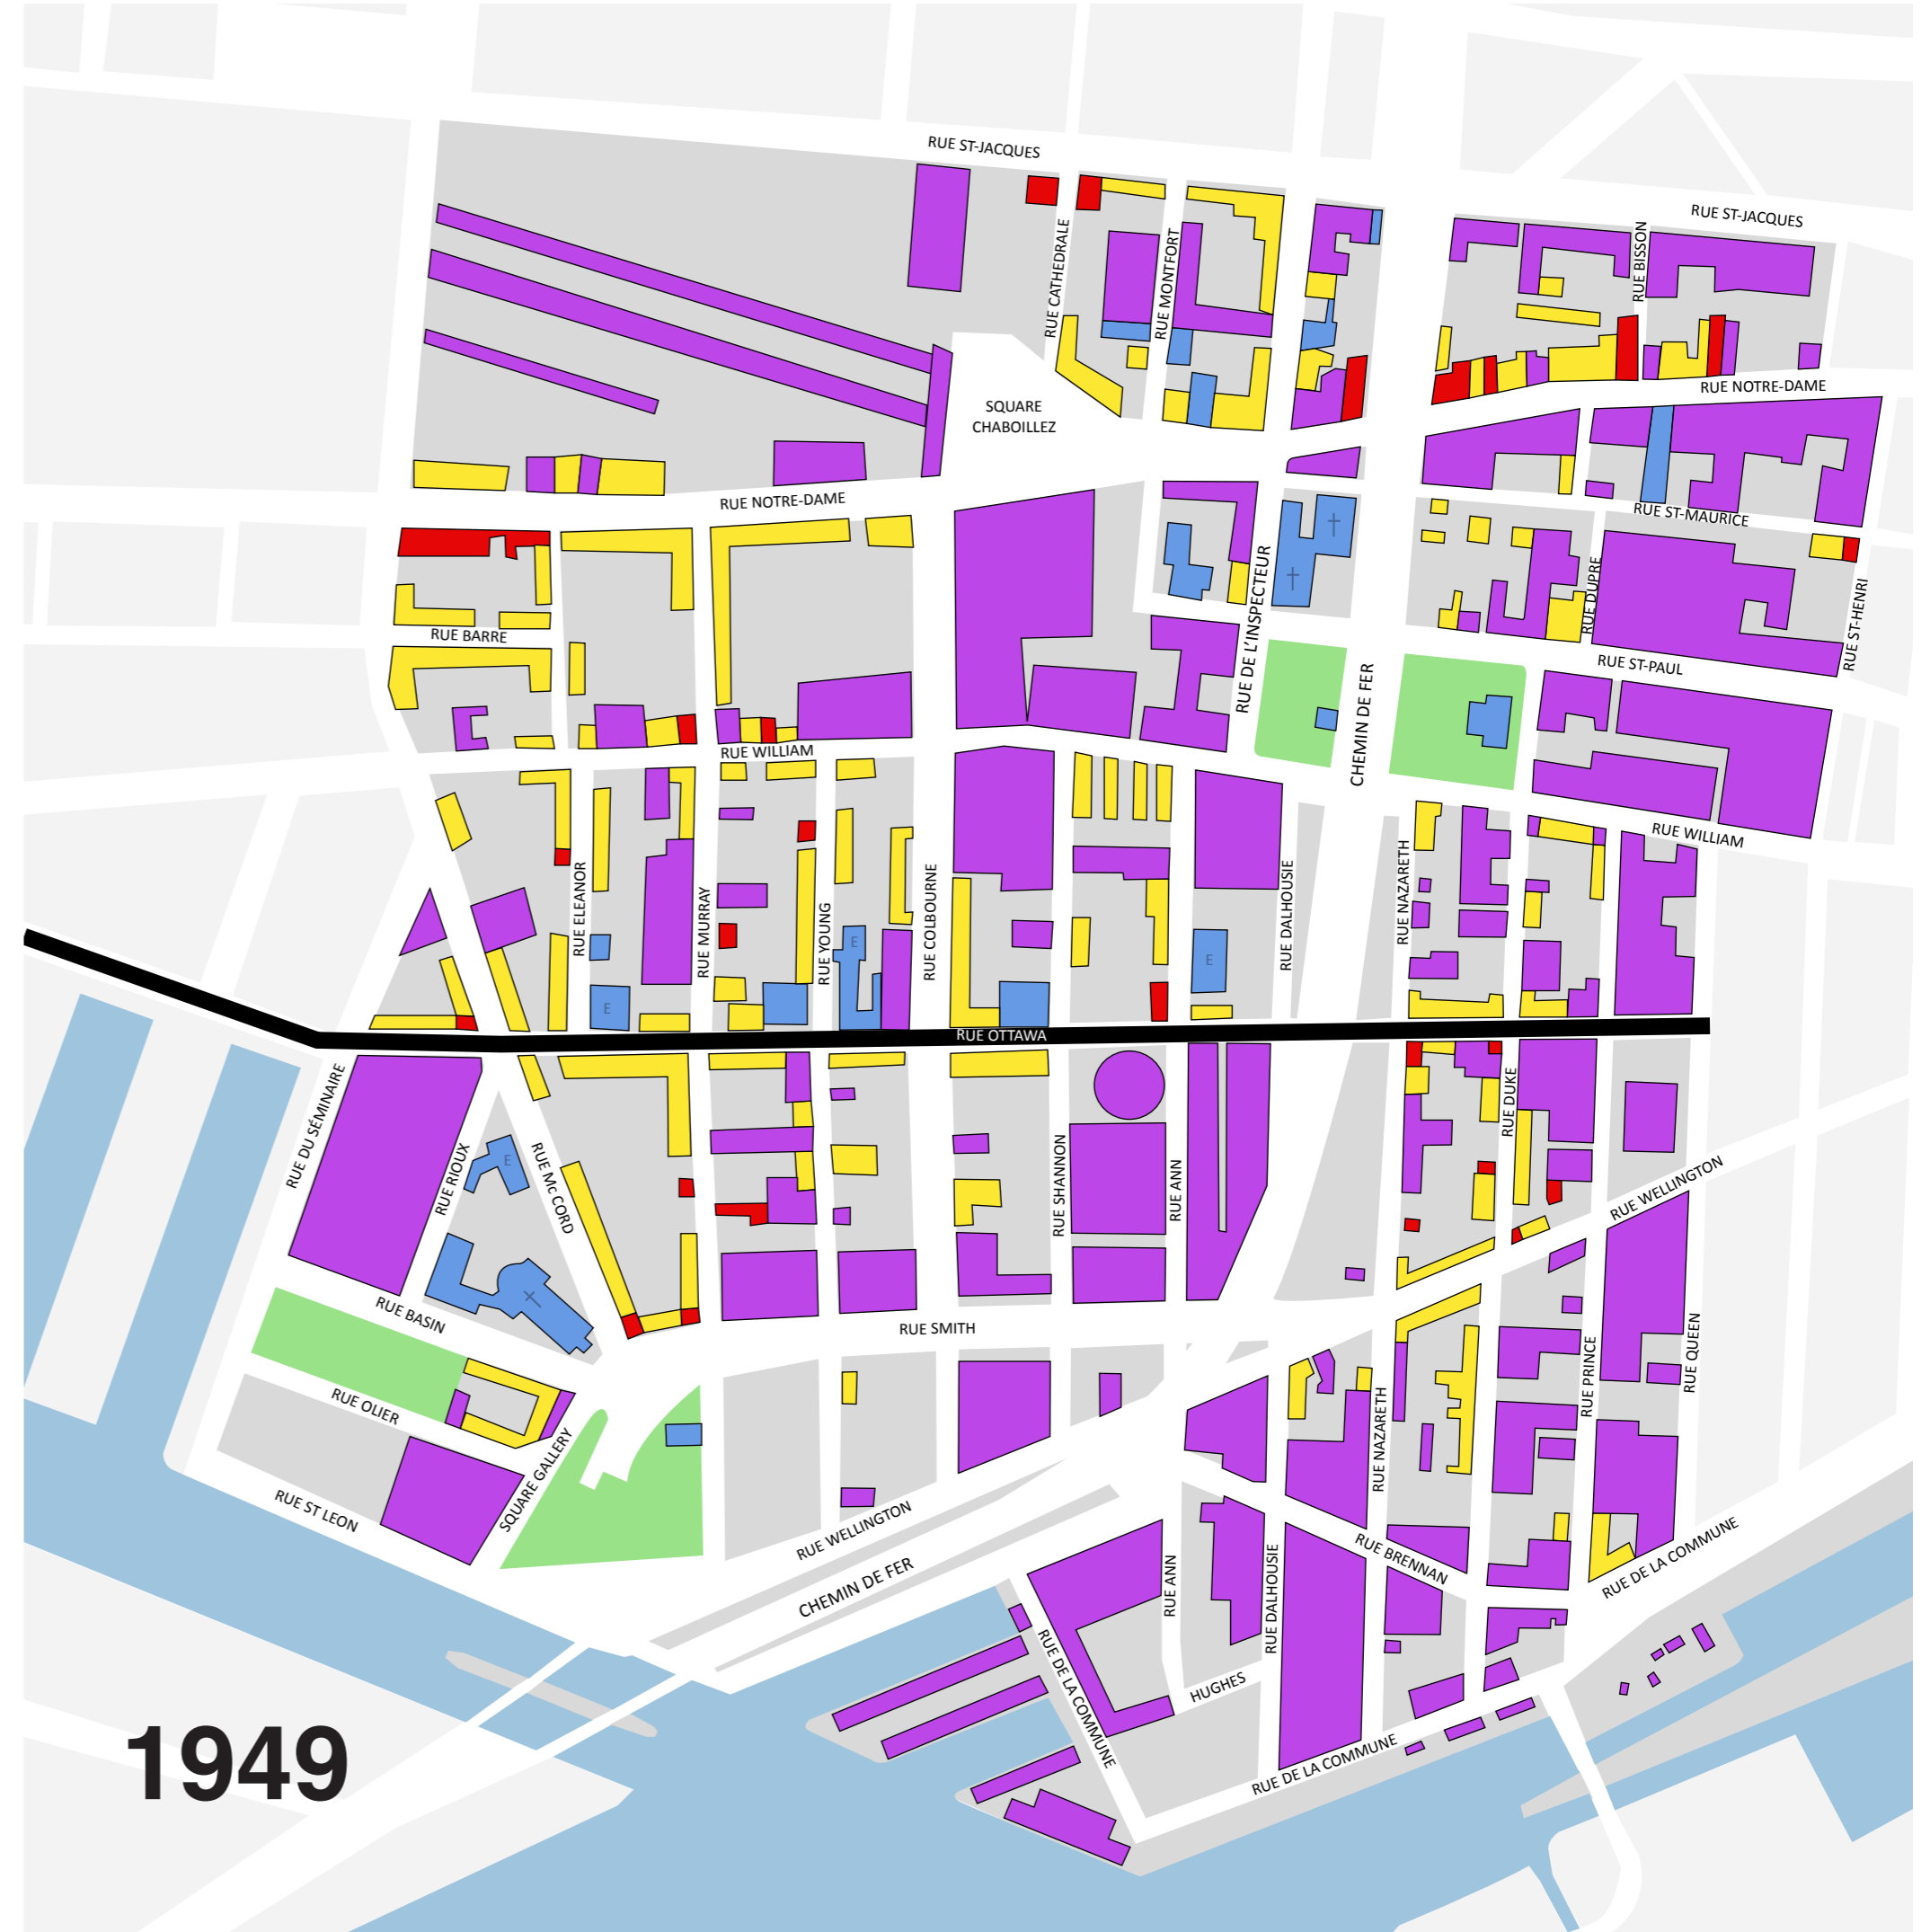 RUE ST-JACQUES
RUE ST-JACQUES
RUE CATHEDRALE
RUE MONTFORT
RUE BISSON
RUE NOTRE-DAME
SQUARE
CHABOILLEZ
RUE NOTRE-DAME
RUE ST-MAURICE
RUE DUPRE
RUE ST-HENRI
RUE BARRE
RUE DE L'INSPECTEUR
RUE ST-PAUL
CHEMIN DE FER
RUE WILLIAM
RUE WILLIAM
RUE ELEANOR
RUE MURRAY
RUE YOUNG
RUE COLBOURNE
RUE DALHOUSIE
RUE NAZARETH
E
E
E
RUE OTTAWA
RUE DU SÉMINAIRE
RUE RIOUX
E
RUE Mc CORD
RUE SHANNON
RUE ANN
RUE DUKE
RUE WELLINGTON
RUE BASIN
RUE SMITH
RUE PRINCE
RUE QUEEN
RUE OLIER
SQUARE GALLERY
RUE NAZARETH
RUE ST LEON
RUE WELLINGTON
CHEMIN DE FER
RUE ANN
RUE DALHOUSIE
RUE BRENNAN
RUE DE LA COMMUNE
RUE DE LA COMMUNE
HUGHES
RUE DE LA COMMUNE
1949